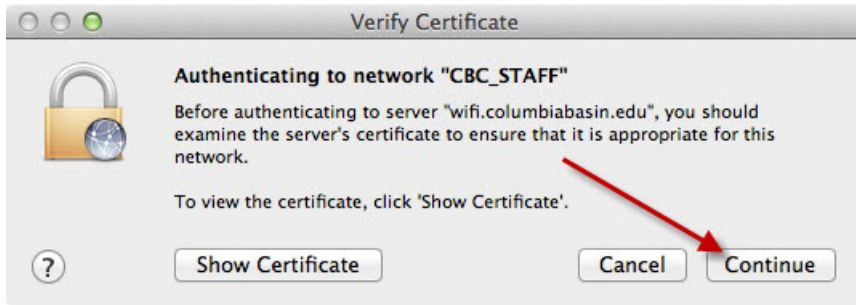 Verify Certificate
Authenticating to network "CBC_STAFF"
Before authenticating to server "wifi.columbiabasin.edu", you should
examine the server's certificate to ensure that it is appropriate for this
network.
To view the certificate, click 'Show Certificate'.
?
Show Certificate
Cancel
Continue